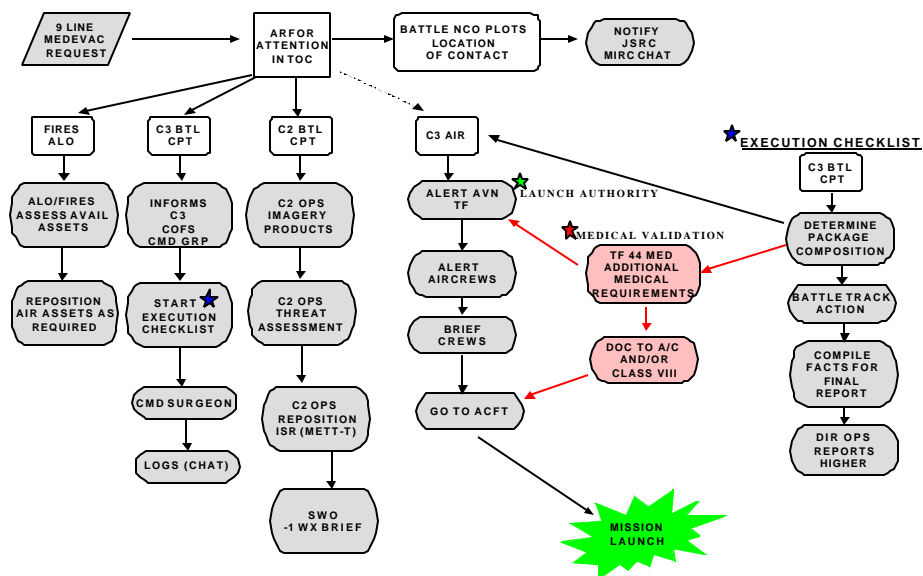 9 LINE
MEDEVAC
REQUEST
ARFOR
ATTENTION
IN TOC
BATTLE NCO PLOTS
LOCATION
OF CONTACT
NOTIFY
JSRC
MIRC CHAT
FIRES
ALO
C3 BTL
CPT
C2 BTL
CPT
C3 AIR
EXECUTION CHECKLIST
C3 BTL
CPT
ALO/FIRES
ASSESS AVAIL
ASSETS
INFORMS
C3
COFS
CMD GRP
C2 OPS
IMAGERY
PRODUCTS
ALERT AVN
TF
LAUNCH AUTHORITY
MEDICAL VALIDATION
DETERMINE
PACKAGE
COMPOSITION
TF 44 MED
ADDITIONAL
MEDICAL
REQUIREMENTS
REPOSITION
AIR ASSETS AS
REQUIRED
START
EXECUTION
CHECKLIST
C2 OPS
THREAT
ASSESSMENT
ALERT
AIRCREWS
BATTLE TRACK
ACTION
BRIEF
CREWS
DOC TO A/C
AND/OR
CLASS VIII
COMPILE
FACTS FOR
FINAL
REPORT
CMD SURGEON
C2 OPS
REPOSITION
ISR (METT-T)
GO TO ACFT
DIR OPS
REPORTS
HIGHER
LOGS (CHAT)
SWO
-1 WX BRIEF
MISSION
LAUNCH